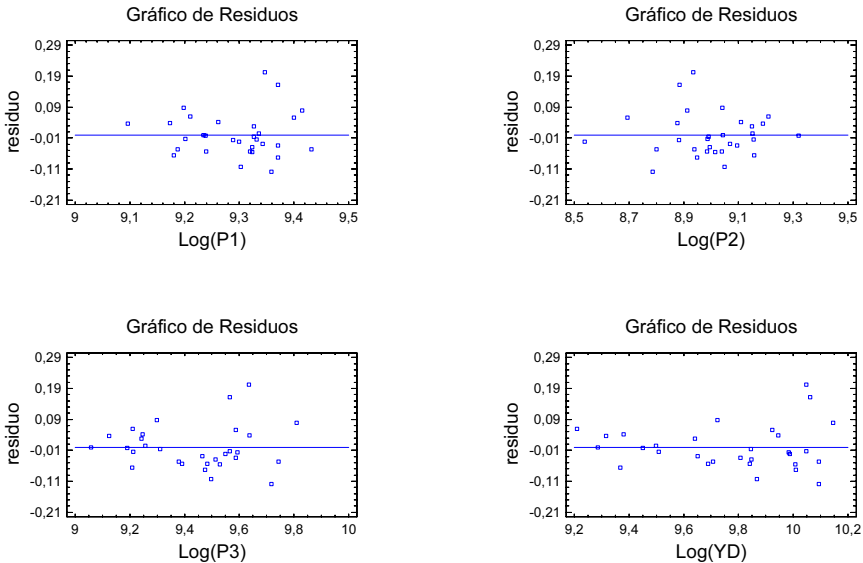 Gráfico de Residuos
0,29
0,19
0,09
-0,01
-0,11
-0,21
residuo
9 9,1 9,2 9,3 9,4 9,5
Log(P1)
Gráfico de Residuos
0,29
0,19
0,09
-0,01
-0,11
-0,21
residuo
8,5 8,7 8,9 9,1 9,3 9,5
Log(P2)
Gráfico de Residuos
0,29
0,19
0,09
-0,01
-0,11
-0,21
residuo
9 9,2 9,4 9,6 9,8 10
Log(P3)
Gráfico de Residuos
0,29
0,19
0,09
-0,01
-0,11
-0,21
residuo
9,2 9,4 9,6 9,8 10 10,2
Log(YD)